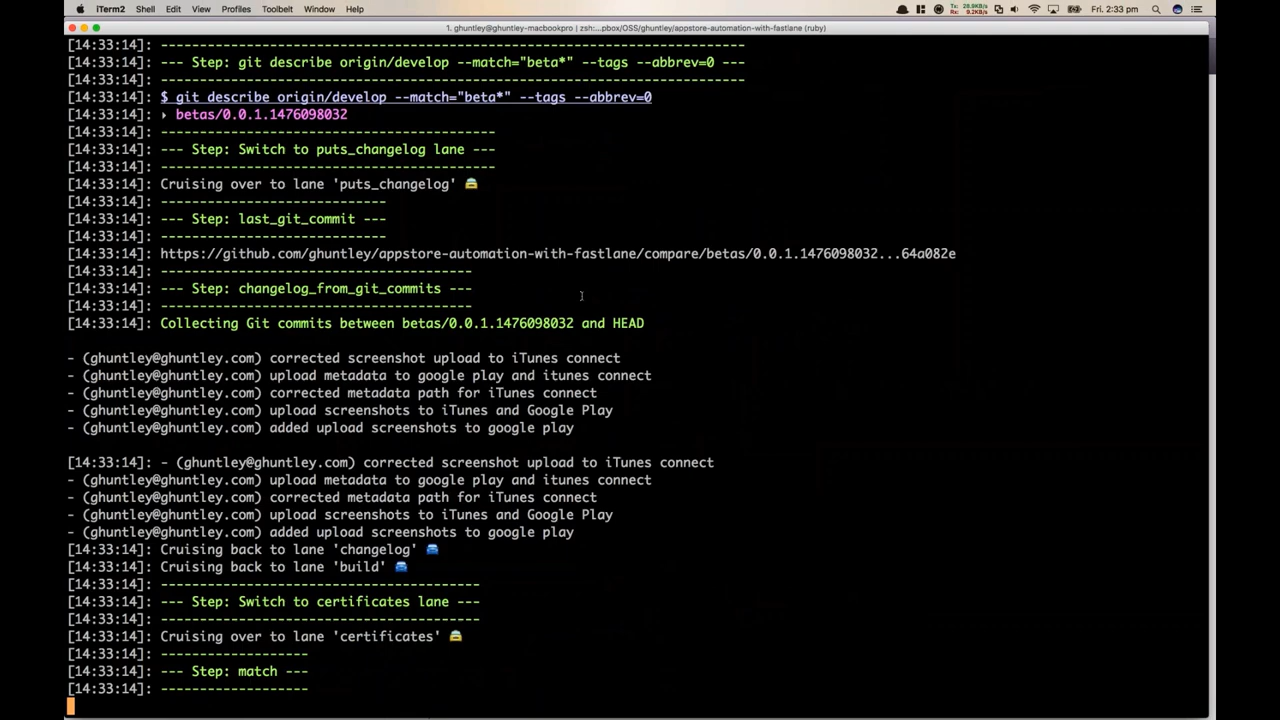 iTerm2 Shell Edit View Profiles Toolbelt Window Help Tx: 28.0KB/s Rx: 9.2KB/s Fri. 2:33 pm
1. ghuntley@ghuntley-macbookpro | zsh:...pbox/OSS/ghuntley/appstore-automation-with-fastlane (ruby)
[14:33:14]: ---------------------------------------------------------------------------
[14:33:14]: --- Step: git describe origin/develop --match="beta*" --tags --abbrev=0 ---
[14:33:14]: ---------------------------------------------------------------------------
[14:33:14]: $ git describe origin/develop --match="beta*" --tags --abbrev=0
[14:33:14]: ▸ betas/0.0.1.1476098032
[14:33:14]: -------------------------------------------
[14:33:14]: --- Step: Switch to puts_changelog lane ---
[14:33:14]: -------------------------------------------
[14:33:14]: Cruising over to lane 'puts_changelog' 🚖
[14:33:14]: -----------------------------
[14:33:14]: --- Step: last_git_commit ---
[14:33:14]: -----------------------------
https://github.com/ghuntley/appstore-automation-with-fastlane/compare/betas/0.0.1.1476098032...64a082e
[14:33:14]: ----------------------------------------
[14:33:14]: --- Step: changelog_from_git_commits ---
[14:33:14]: ----------------------------------------
[14:33:14]: Collecting Git commits between betas/0.0.1.1476098032 and HEAD
- (ghuntley@ghuntley.com) corrected screenshot upload to iTunes connect
- (ghuntley@ghuntley.com) upload metadata to google play and itunes connect
- (ghuntley@ghuntley.com) corrected metadata path for iTunes connect
- (ghuntley@ghuntley.com) upload screenshots to iTunes and Google Play
- (ghuntley@ghuntley.com) added upload screenshots to google play
[14:33:14]: - (ghuntley@ghuntley.com) corrected screenshot upload to iTunes connect
- (ghuntley@ghuntley.com) upload metadata to google play and itunes connect
- (ghuntley@ghuntley.com) corrected metadata path for iTunes connect
- (ghuntley@ghuntley.com) upload screenshots to iTunes and Google Play
- (ghuntley@ghuntley.com) added upload screenshots to google play
[14:33:14]: Cruising back to lane 'changelog' 🚘
[14:33:14]: Cruising back to lane 'build' 🚘
[14:33:14]: -----------------------------------------
[14:33:14]: --- Step: Switch to certificates lane ---
[14:33:14]: -----------------------------------------
[14:33:14]: Cruising over to lane 'certificates' 🚖
[14:33:14]: -------------------
[14:33:14]: --- Step: match ---
[14:33:14]: -------------------